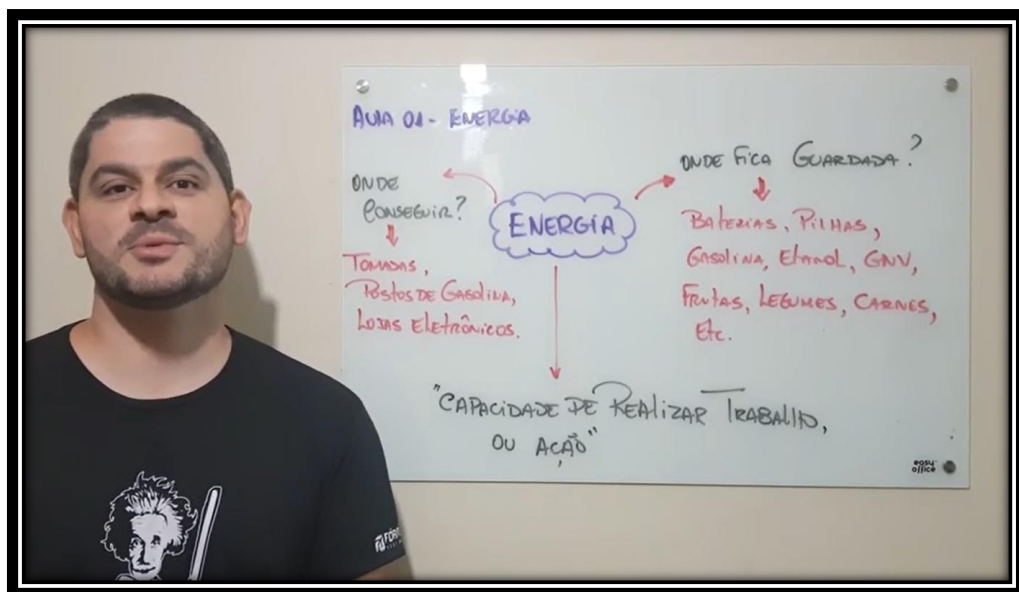 AULA 01 - ENERGIA
ONDE
CONSEGUIR?
TOMADAS,
POSTOS DE GASOLINA,
LOJAS ELETRÔNICOS.
ENERGIA
ONDE FICA GUARDADA?
BATERIAS, PILHAS,
GASOLINA, ETANOL, GNV,
FRUTAS, LEGUMES, CARNES,
ETC.
"CAPACIDADE DE REALIZAR TRABALHO,
OU AÇÃO"
easy
office